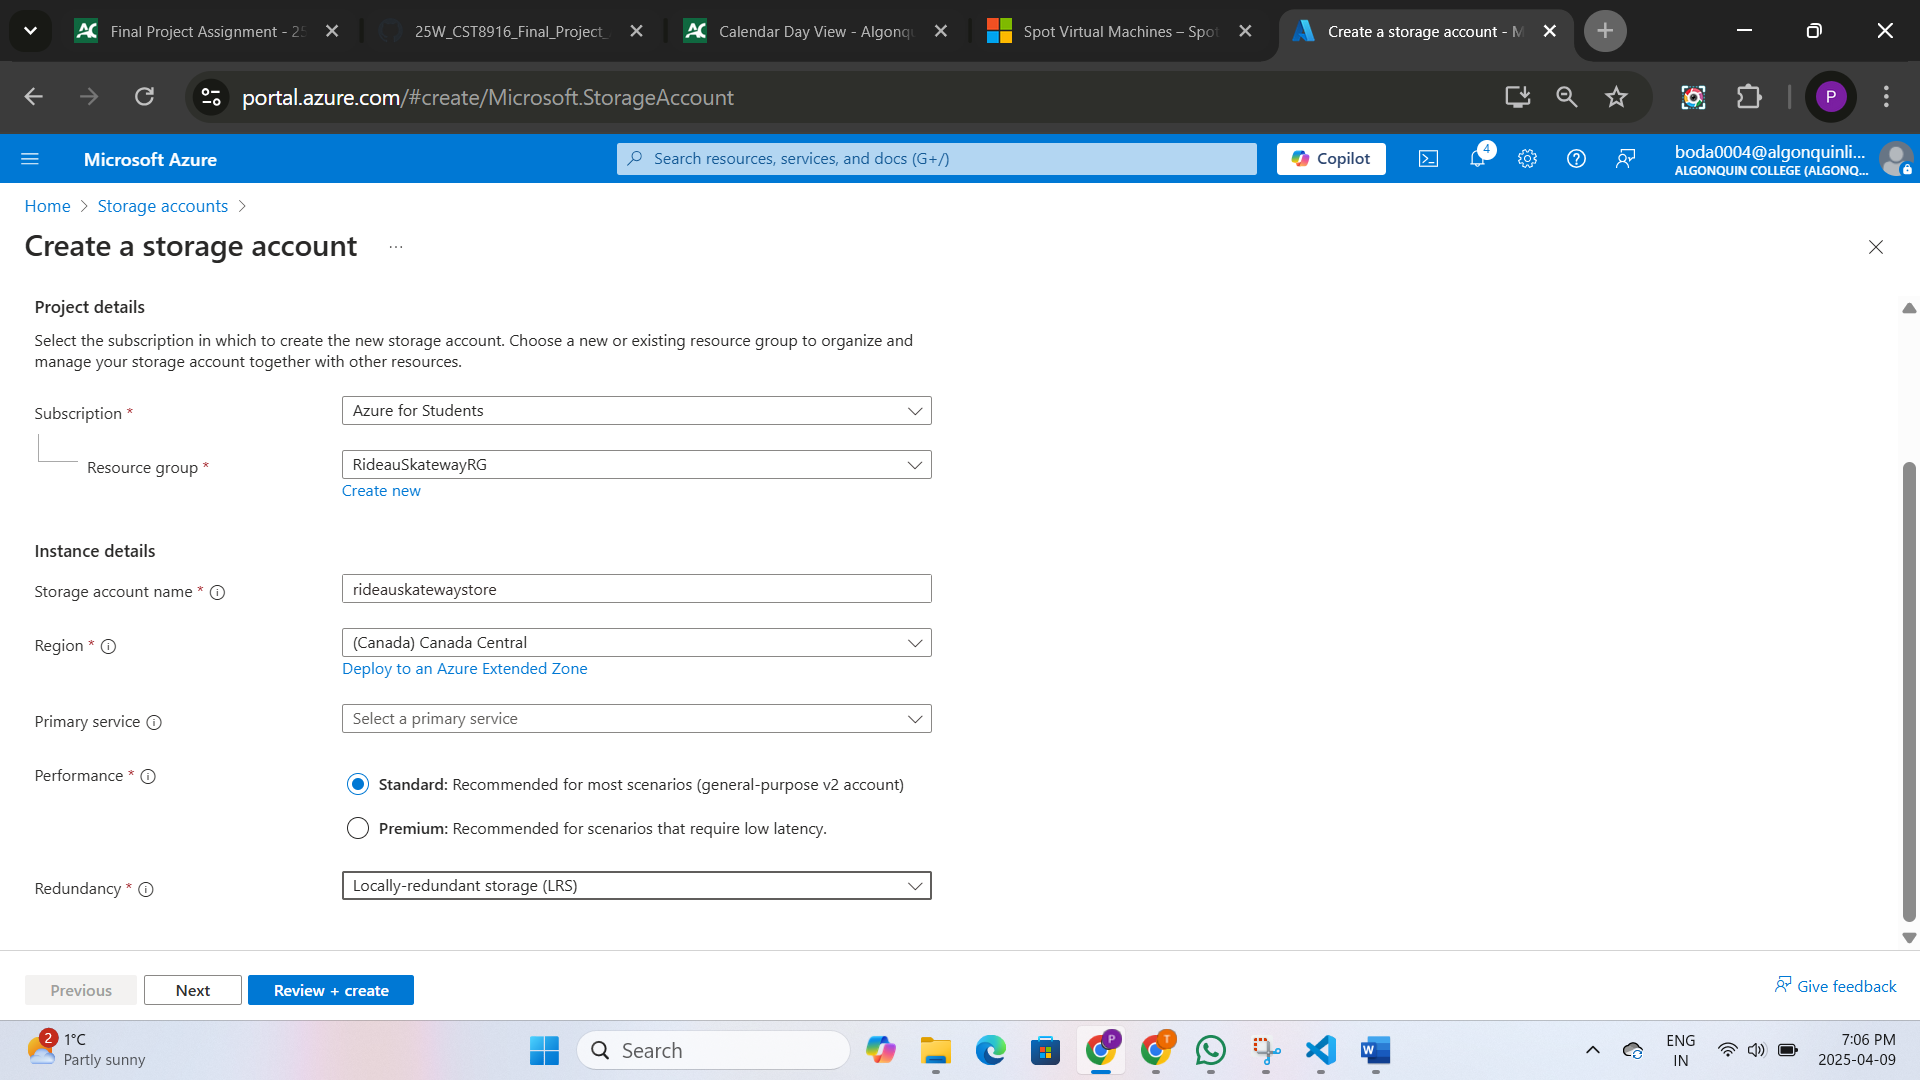 Final Project Assignment - 25
25W_CST8916_Final_Project_
Calendar Day View - Algonqu
Spot Virtual Machines – Spot
Create a storage account - M
portal.azure.com/#create/Microsoft.StorageAccount
P
Microsoft Azure
Search resources, services, and docs (G+/)
Copilot
4
boda0004@algonquinli...
ALGONQUIN COLLEGE (ALGONQ...
Home
Storage accounts
Create a storage account
...
Project details
Select the subscription in which to create the new storage account. Choose a new or existing resource group to organize and
manage your storage account together with other resources.
Subscription *
Azure for Students
Resource group *
RideauSkatewayRG
Create new
Instance details
Storage account name *
rideauskatewaystore
Region *
(Canada) Canada Central
Deploy to an Azure Extended Zone
Primary service
Select a primary service
Performance *
Standard: Recommended for most scenarios (general-purpose v2 account)
Premium: Recommended for scenarios that require low latency.
Redundancy *
Locally-redundant storage (LRS)
Previous
Next
Review + create
Give feedback
2
1°C
Partly sunny
Search
P
T
ENG
IN
7:06 PM
2025-04-09